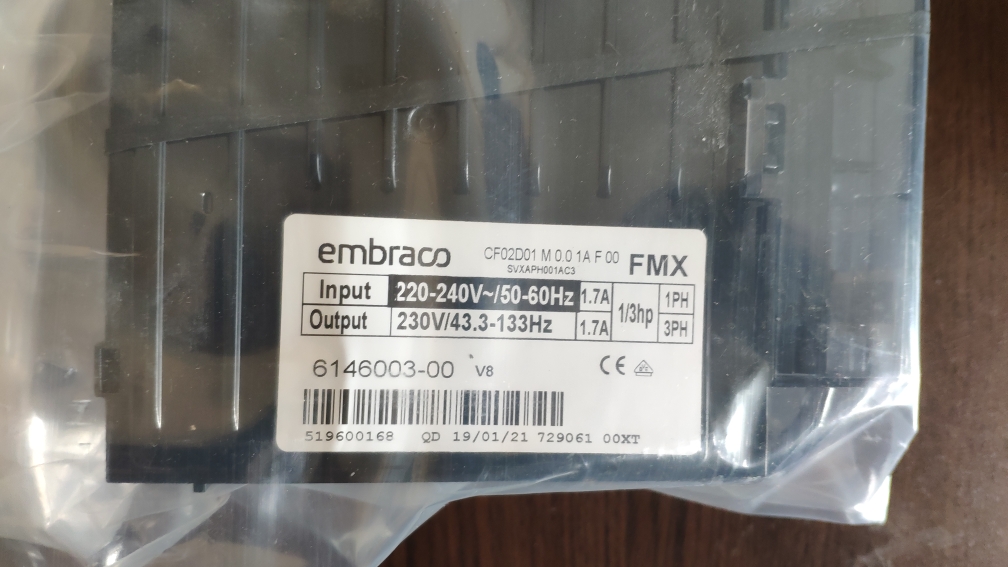 embraco CF02D01 M 0.0 1A F 00 FMX
SVXAPH001AC3
Input 220-240V~/50-60Hz 1.7A 1/3hp 1PH
Output 230V/43.3-133Hz 1.7A 3PH
6146003-00 V8 CE
519600168 QD 19/01/21 729061 00XT